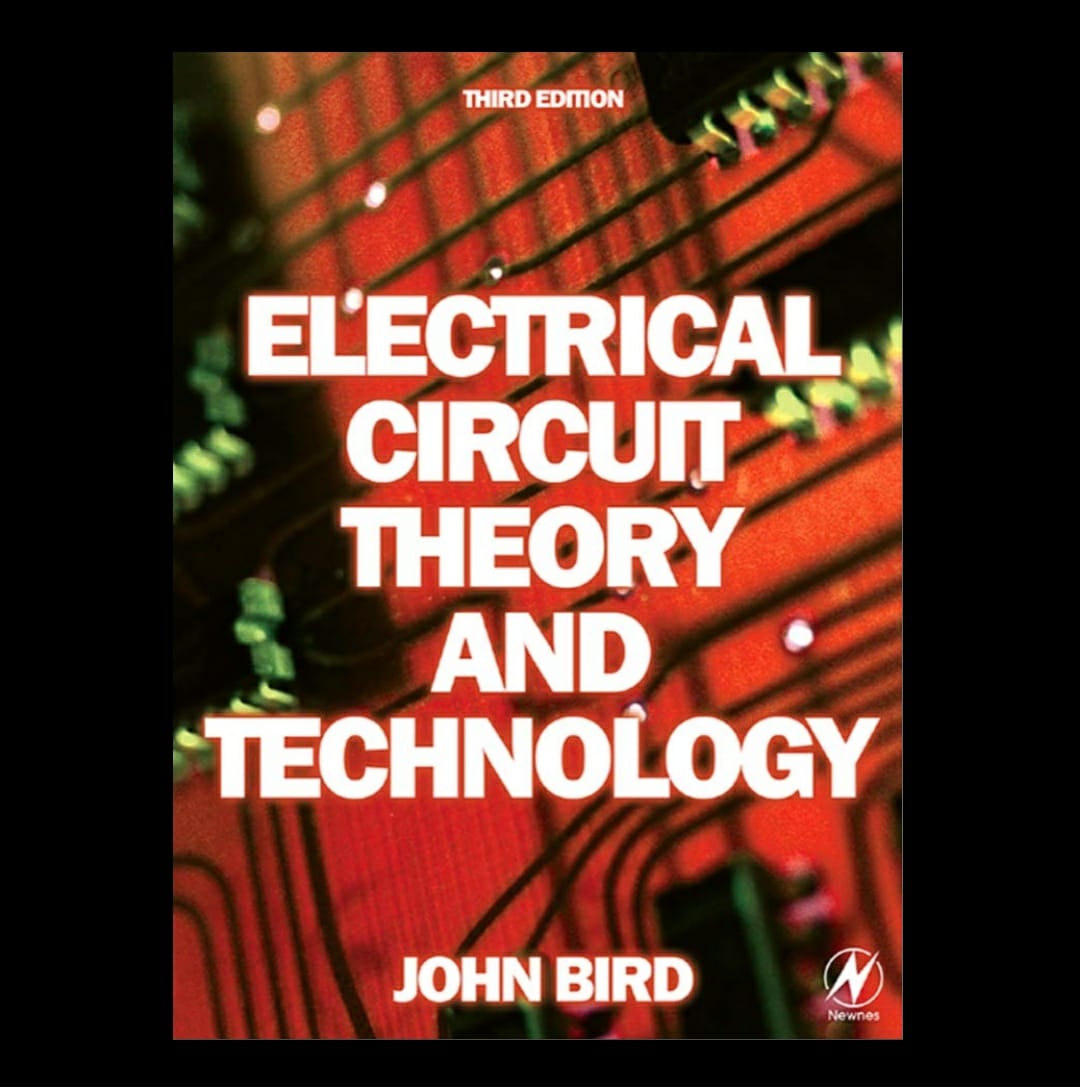 THIRD EDITION
ELECTRICAL
CIRCUIT
THEORY
AND
TECHNOLOGY
JOHN BIRD
Newnes